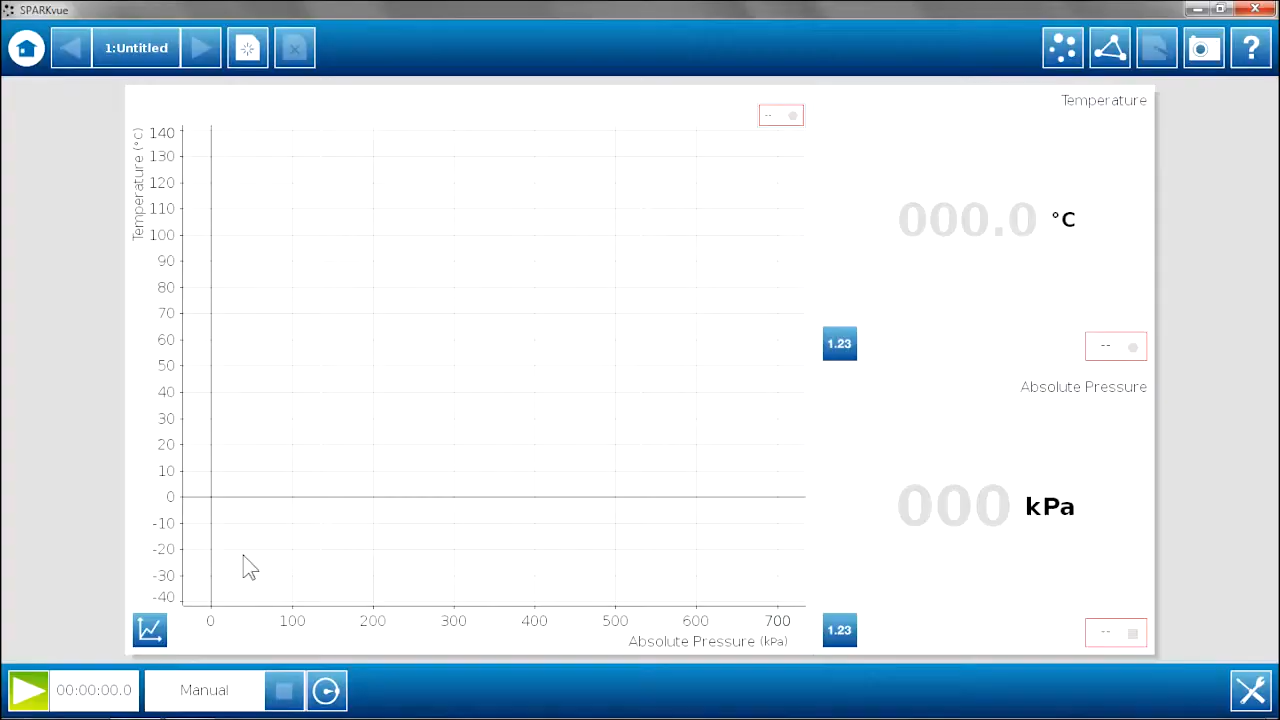 SPARKvue
1:Untitled
?
Temperature
--
Temperature (°C)
140
130
120
110
100
90
80
70
60
50
40
30
20
10
0
-10
-20
-30
-40
0 100 200 300 400 500 600 700
Absolute Pressure (kPa)
000.0 °C
1.23
--
Absolute Pressure
000 kPa
1.23
--
00:00:00.0
Manual